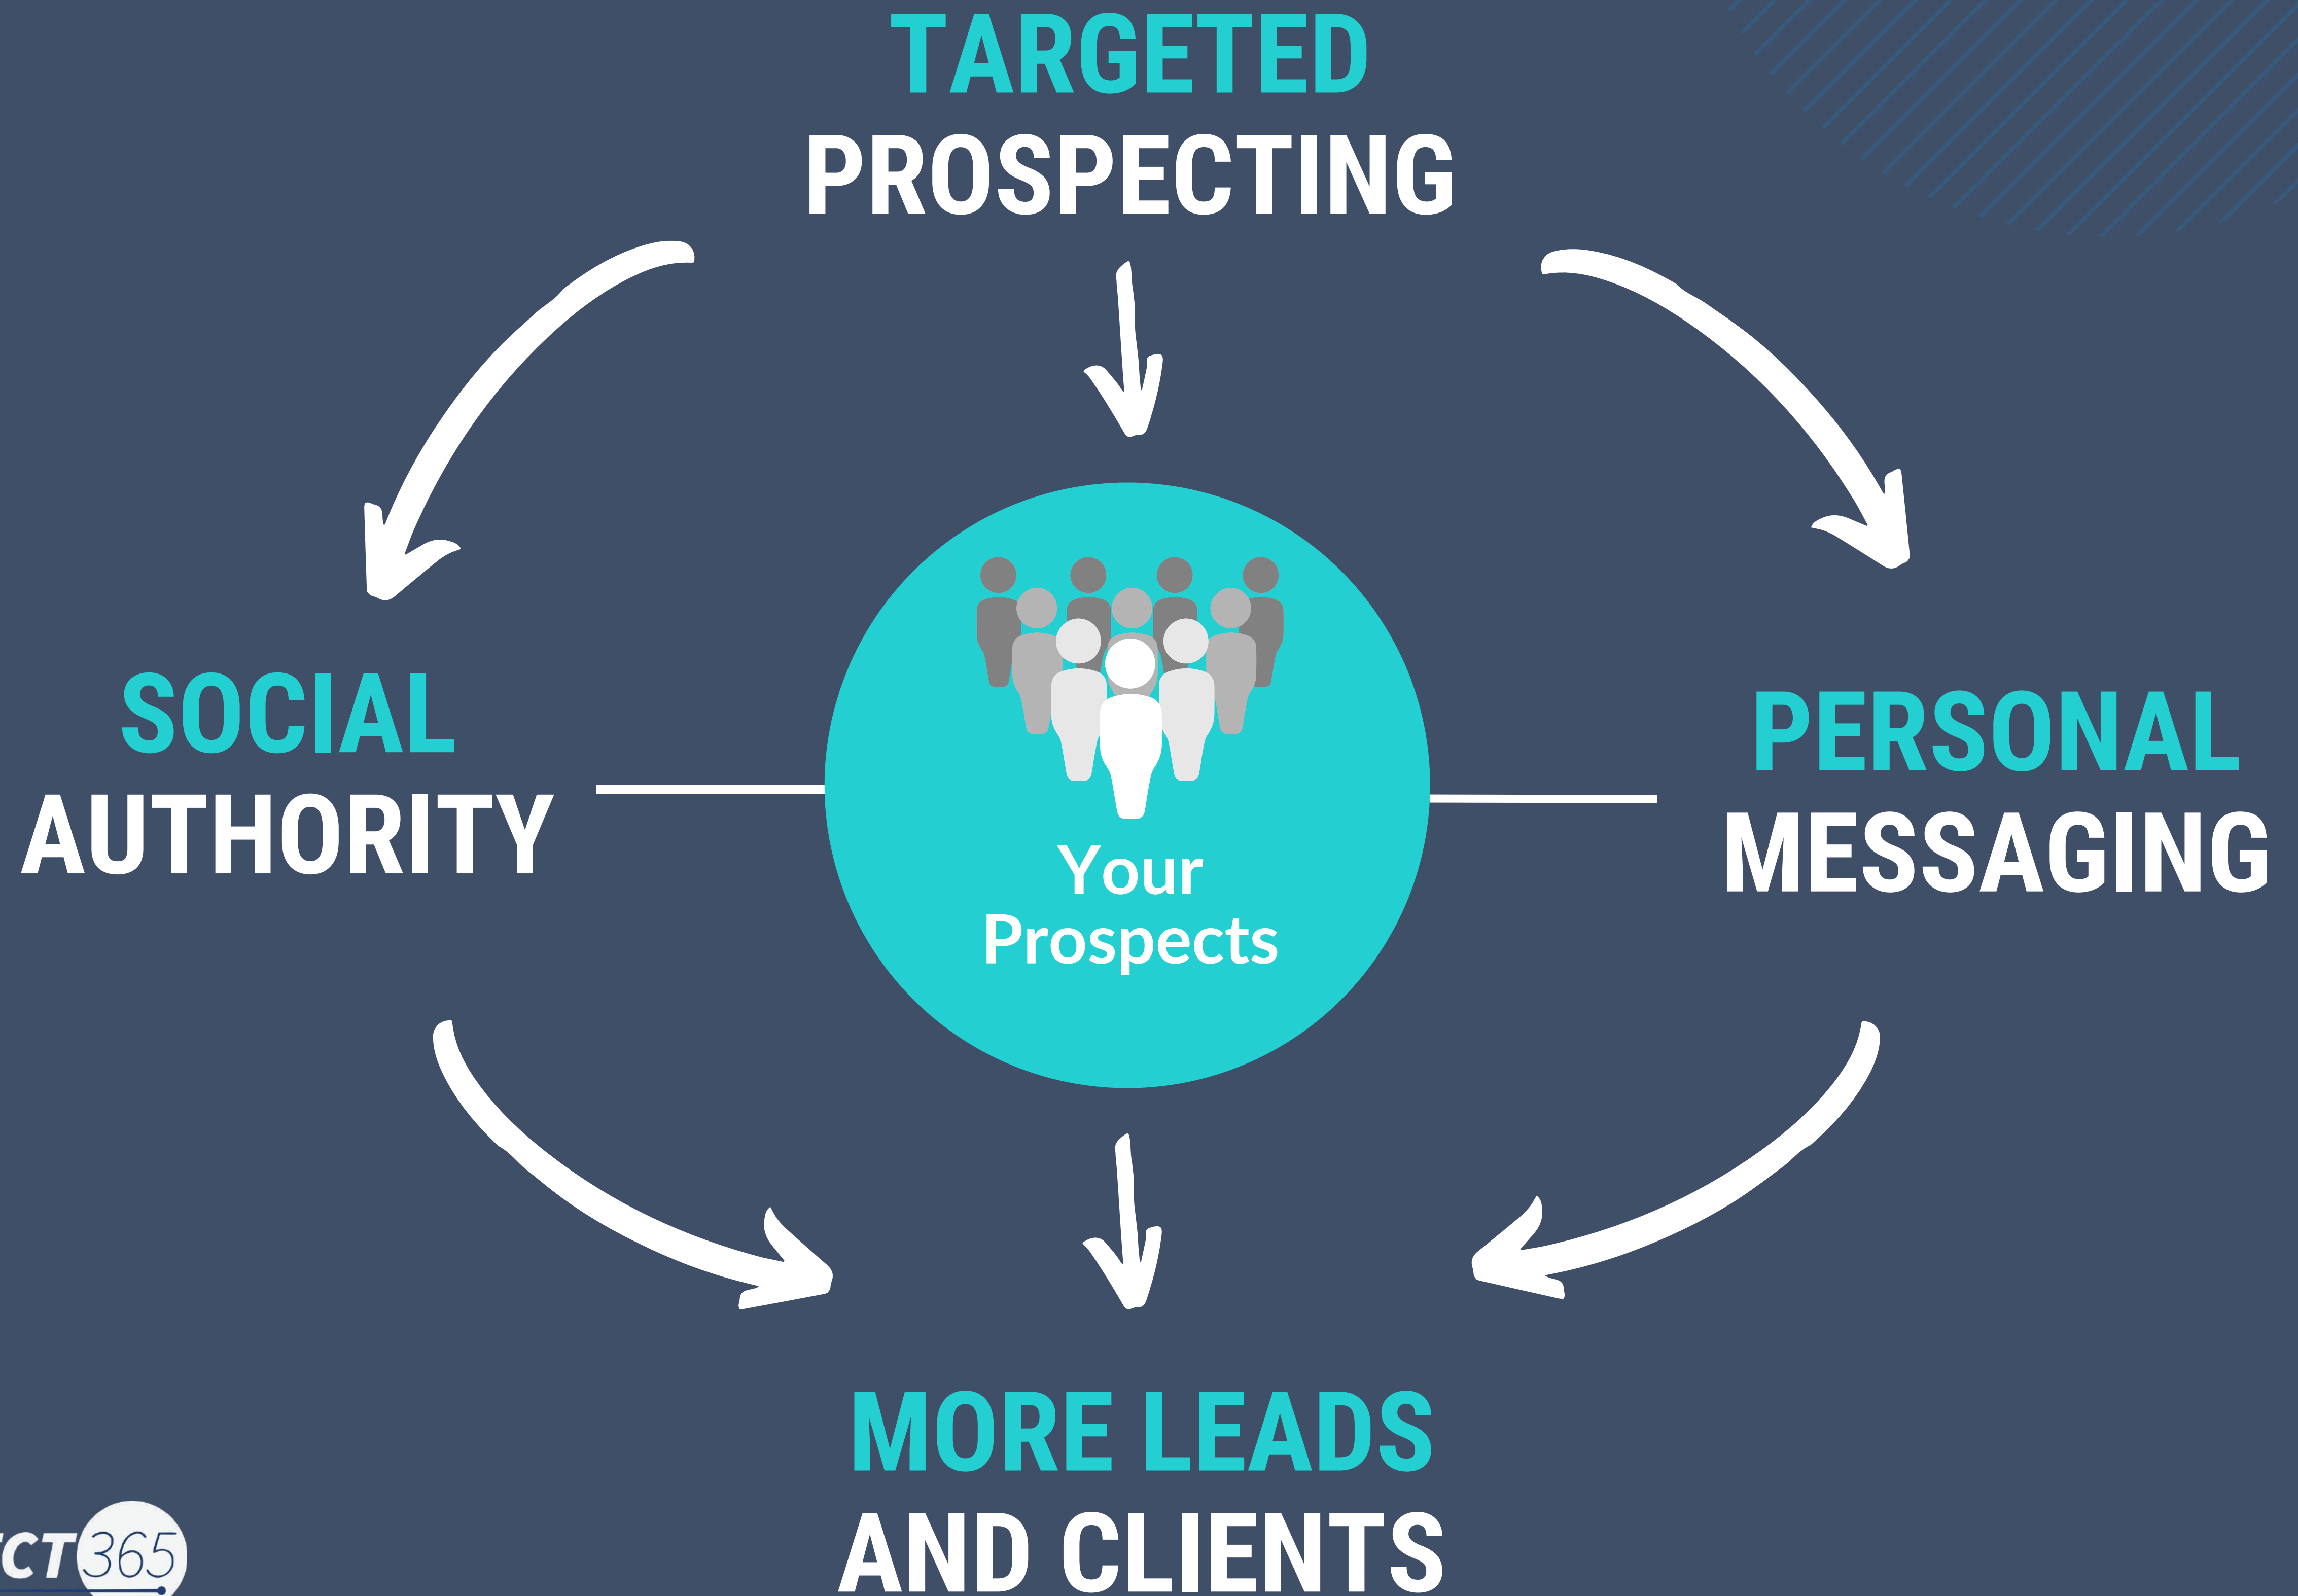 TARGETED
PROSPECTING
SOCIAL
AUTHORITY
PERSONAL
MESSAGING
Your
Prospects
MORE LEADS
AND CLIENTS
CT 365